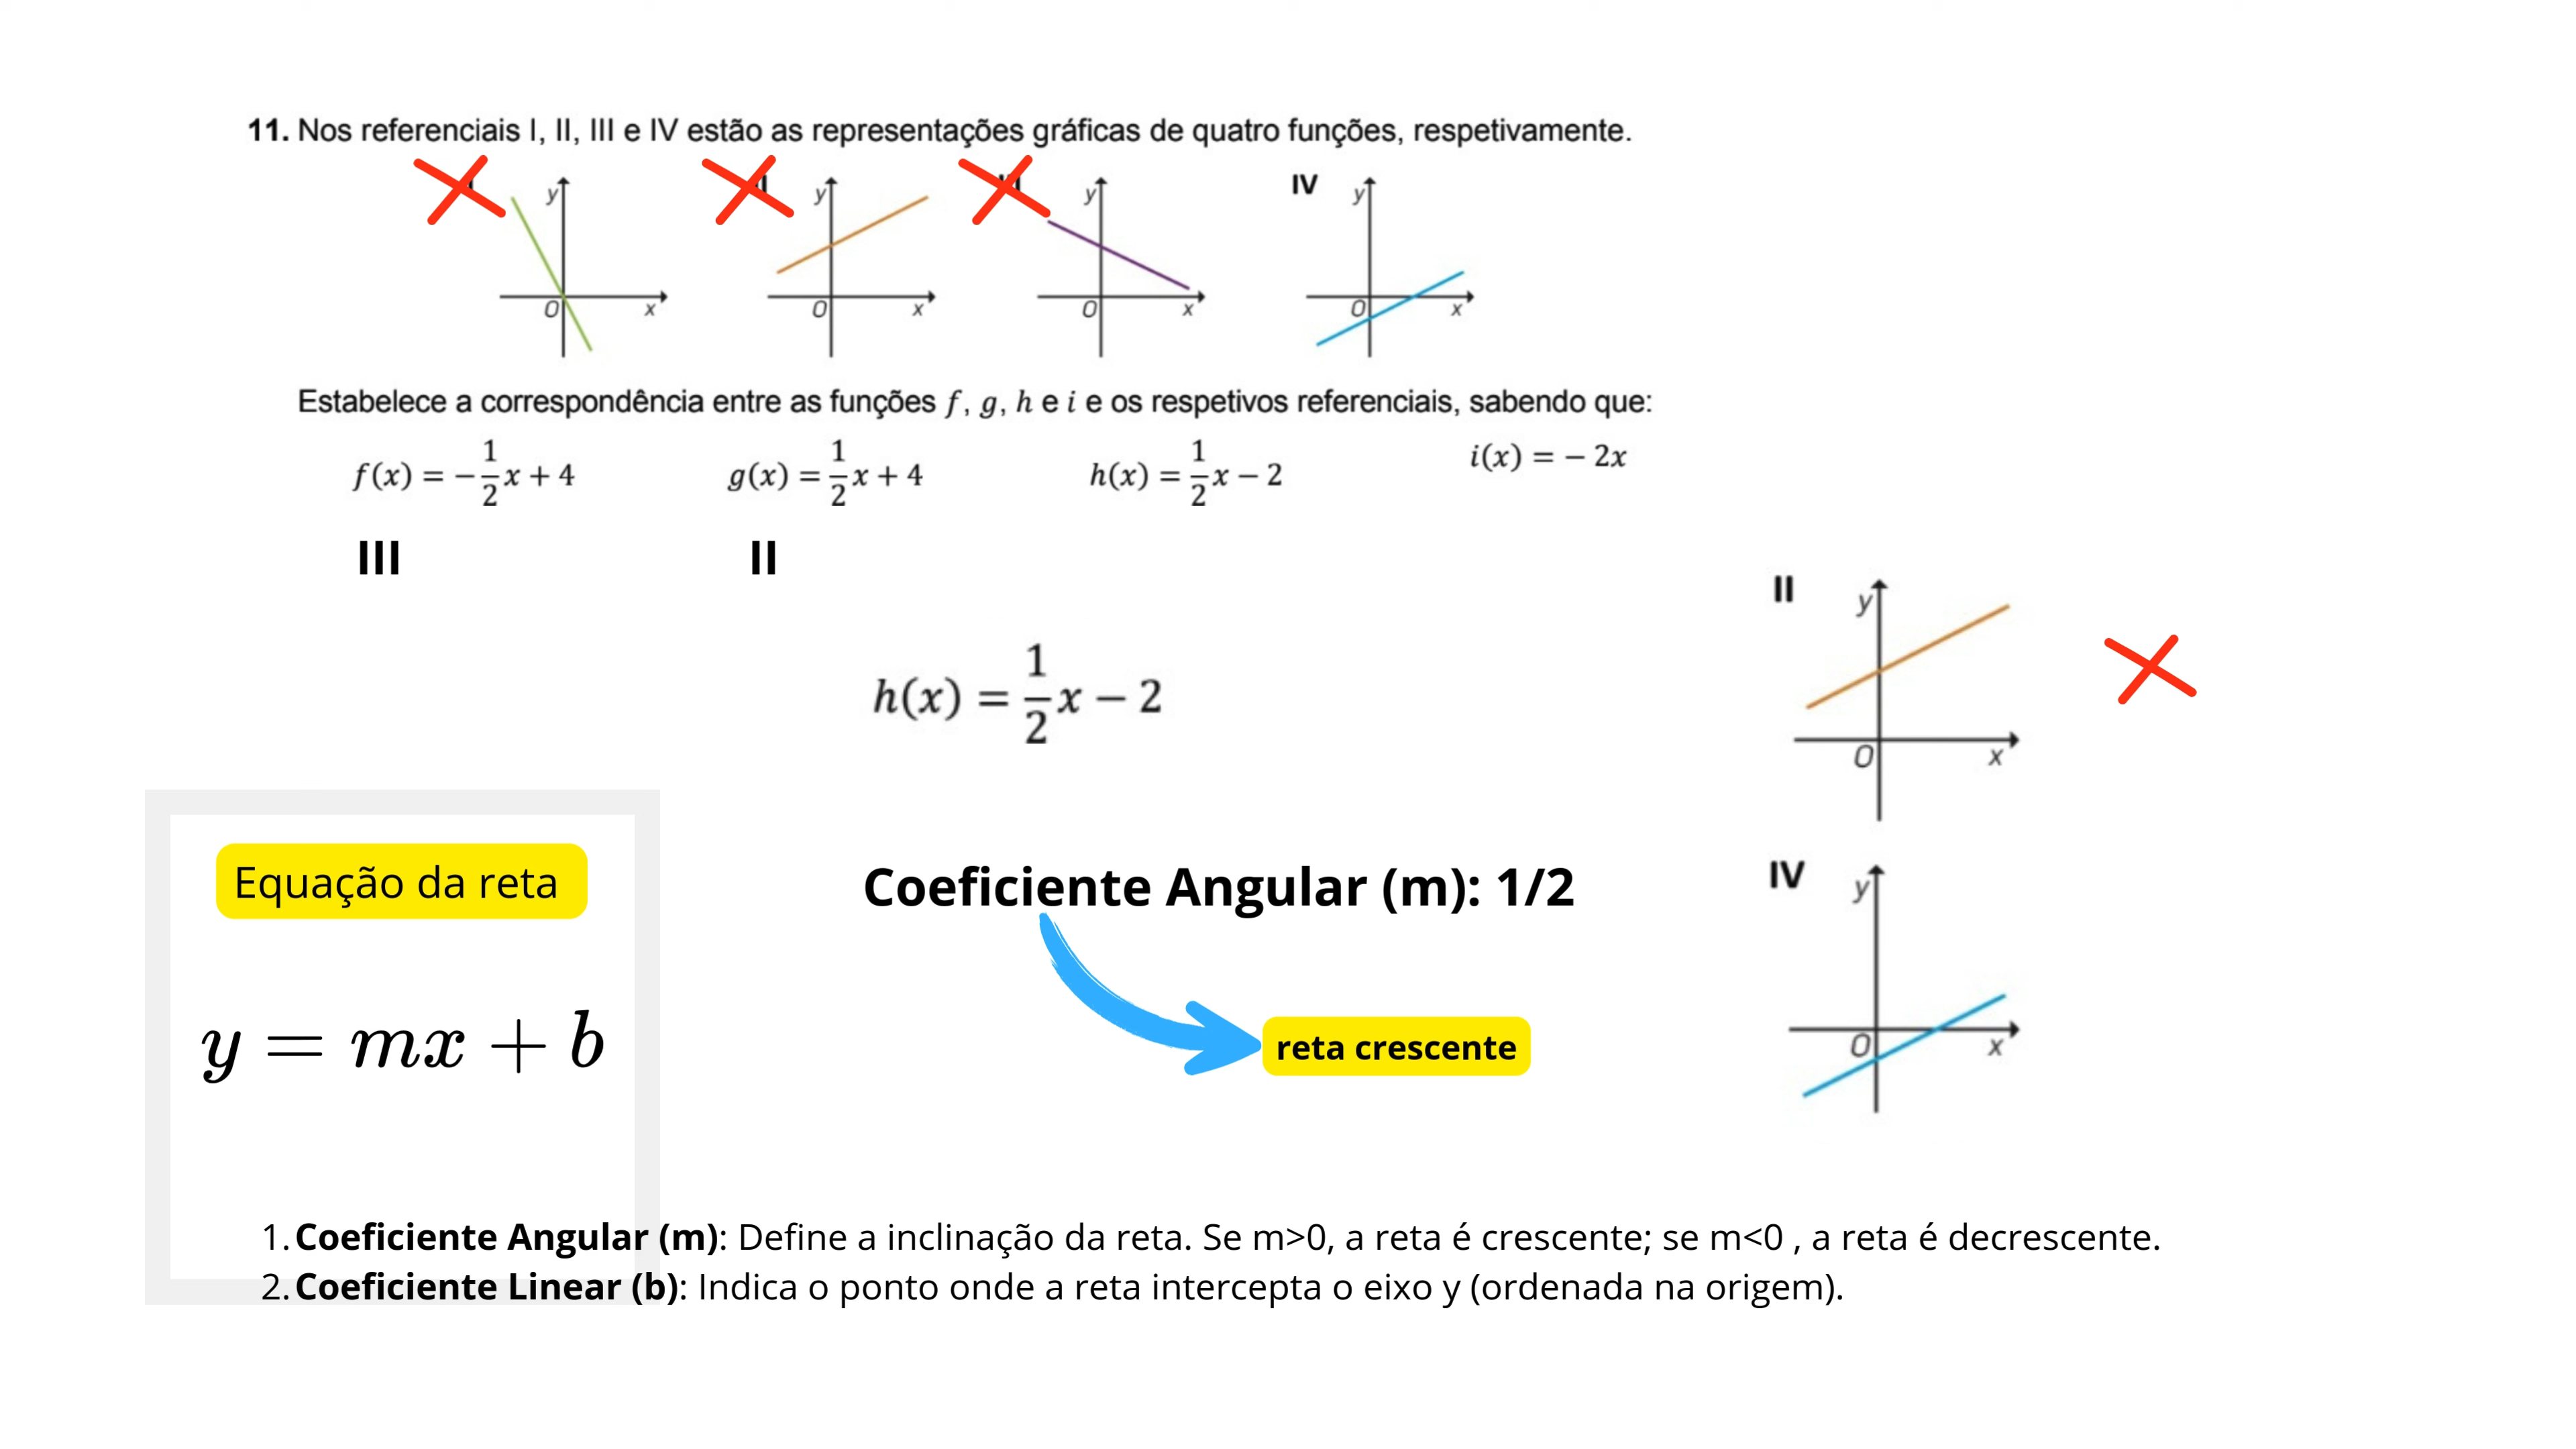 11. Nos referenciais I, II, III e IV estão as representações gráficas de quatro funções, respetivamente.
IV
y
y
y
y
O
x
O
x
O
x
O
x
Estabelece a correspondência entre as funções f, g, h e i e os respetivos referenciais, sabendo que:
f(x) = −1/2x + 4
g(x) = 1/2x + 4
h(x) = 1/2x − 2
i(x) = − 2x
III
II
h(x) = 1/2x − 2
II
y
O
x
Equação da reta
y = mx + b
Coeficiente Angular (m): 1/2
reta crescente
IV
y
O
x
1. Coeficiente Angular (m): Define a inclinação da reta. Se m>0, a reta é crescente; se m<0 , a reta é decrescente.
2. Coeficiente Linear (b): Indica o ponto onde a reta intercepta o eixo y (ordenada na origem).